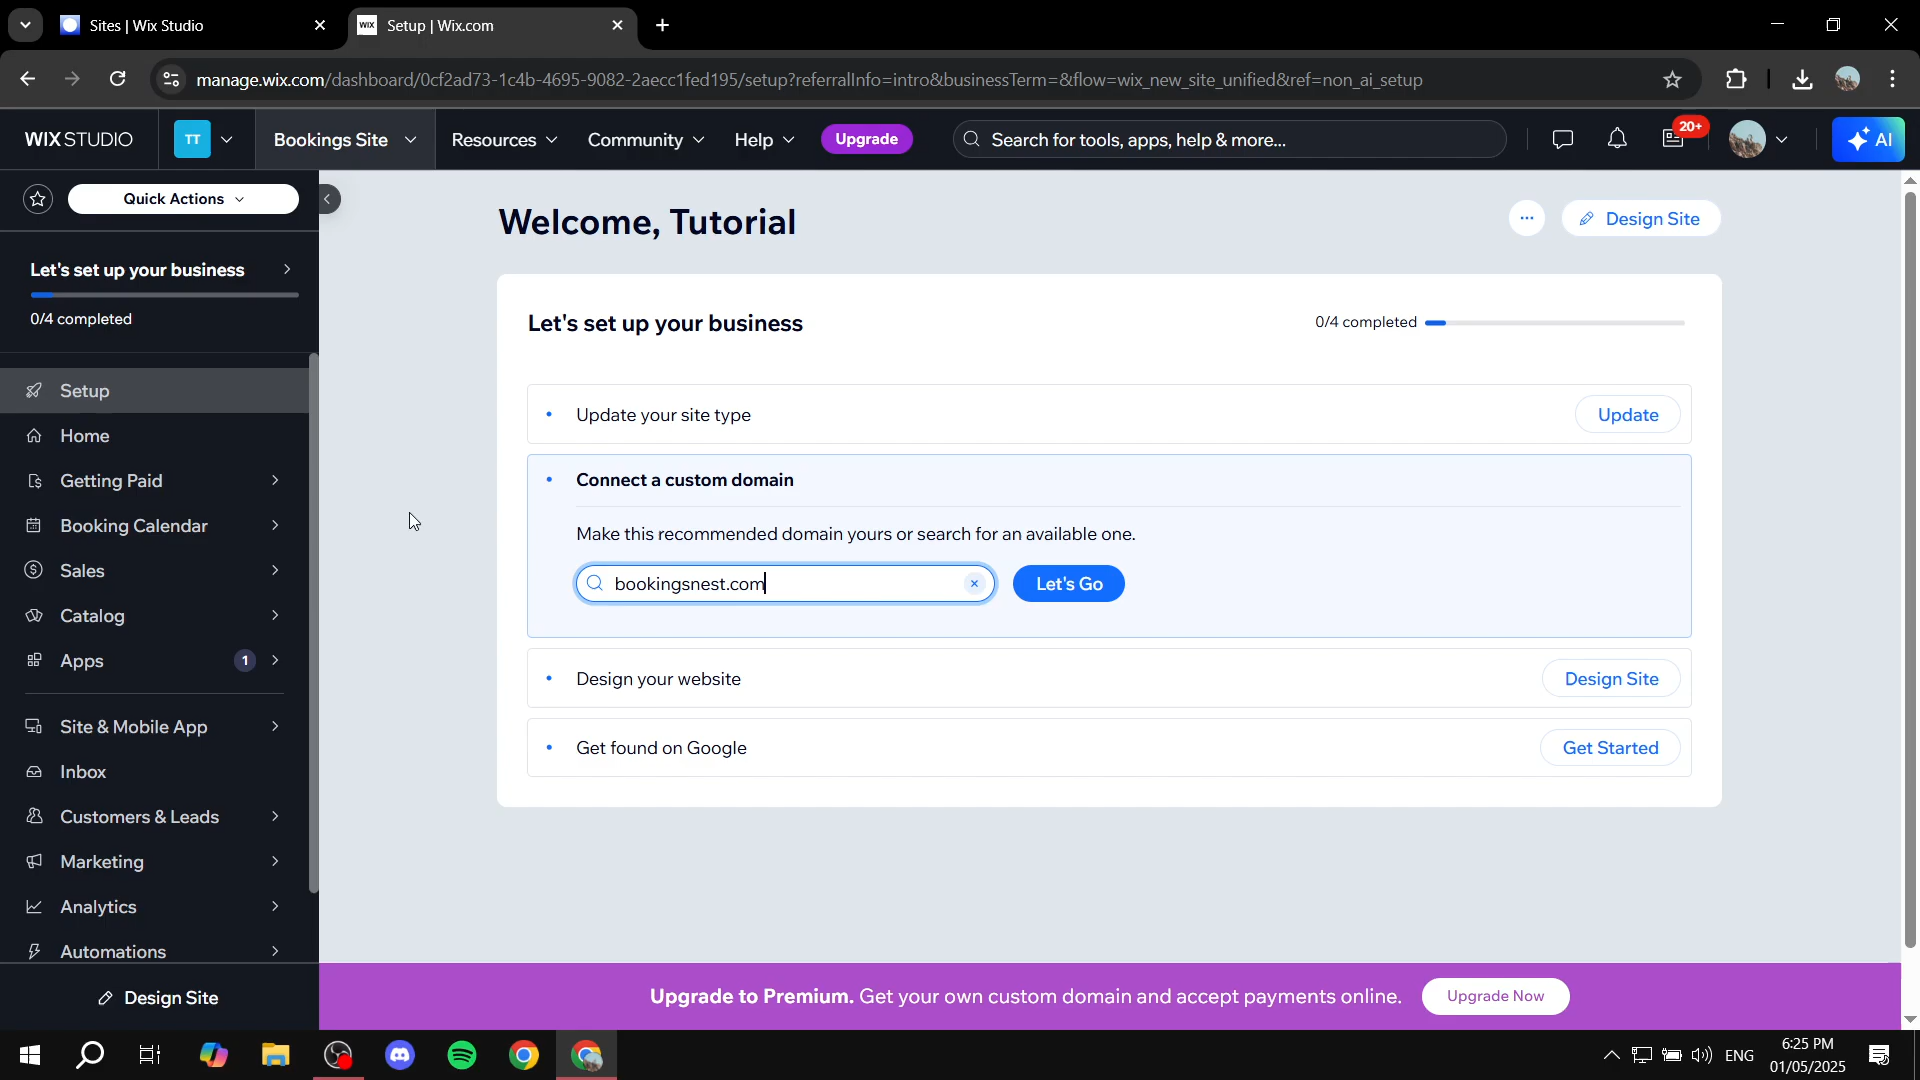 Sites | Wix Studio
WIX
Setup | Wix.com
manage.wix.com/dashboard/0cf2ad73-1c4b-4695-9082-2aecc1fed195/setup?referralInfo=intro&businessTerm=&flow=wix_new_site_unified&ref=non_ai_setup
WIX STUDIO
TT
Bookings Site
Resources
Community
Help
Upgrade
Search for tools, apps, help & more...
20+
AI
Quick Actions
Let's set up your business
0/4 completed
Setup
Home
Getting Paid
Booking Calendar
Sales
Catalog
Apps
1
Site & Mobile App
Inbox
Customers & Leads
Marketing
Analytics
Automations
Design Site
Welcome, Tutorial
Design Site
Let's set up your business
0/4 completed
Update your site type
Update
Connect a custom domain
Make this recommended domain yours or search for an available one.
bookingsnest.com
Let's Go
Design your website
Design Site
Get found on Google
Get Started
Upgrade to Premium. Get your own custom domain and accept payments online.
Upgrade Now
ENG
6:25 PM
01/05/2025